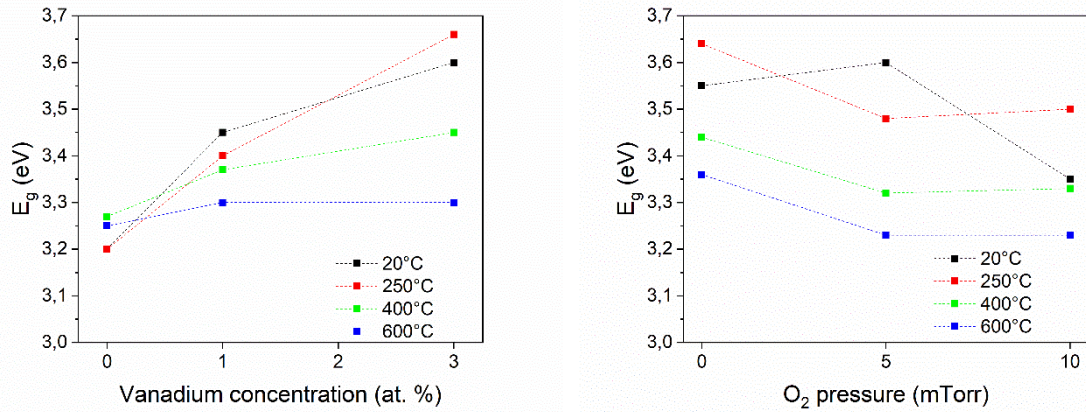 3,7
3,6
3,5
3,4
3,3
3,2
3,1
3,0
E_g (eV)
0 1 2 3
Vanadium concentration (at. %)
20°C
250°C
400°C
600°C
3,7
3,6
3,5
3,4
3,3
3,2
3,1
3,0
E_g (eV)
0 5 10
O₂ pressure (mTorr)
20°C
250°C
400°C
600°C